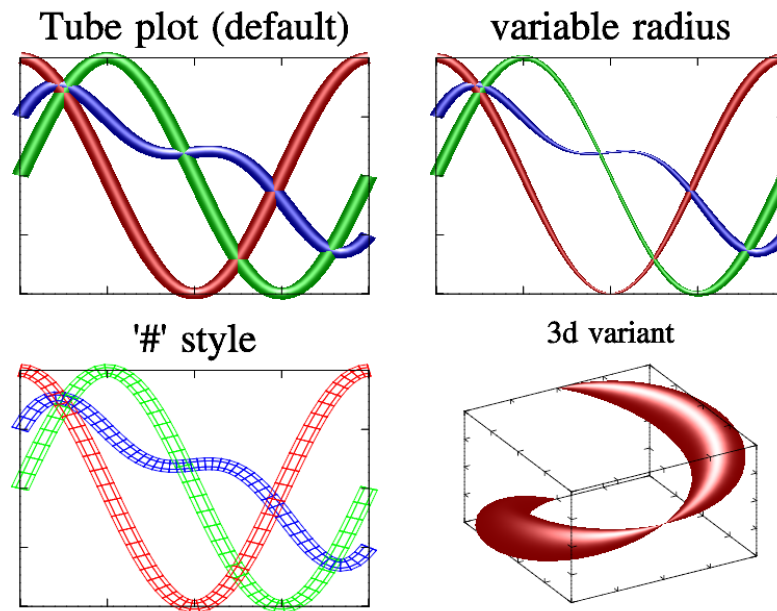 Tube plot (default)
variable radius
'#' style
3d variant